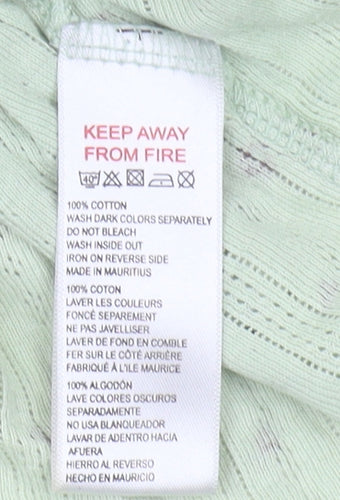 KEEP AWAY
FROM FIRE
40°
100% COTTON
WASH DARK COLORS SEPARATELY
DO NOT BLEACH
WASH INSIDE OUT
IRON ON REVERSE SIDE
MADE IN MAURITIUS
100% COTON
LAVER LES COULEURS
FONCÉ SEPAREMENT
NE PAS JAVELLISER
LAVER DE FOND EN COMBLE
FER SUR LE CÔTÉ ARRIÈRE
FABRIQUÉ À L'ILE MAURICE
100% ALGODÓN
LAVE COLORES OSCUROS
SEPARADAMENTE
NO USA BLANQUEADOR
LAVAR DE ADENTRO HACIA
AFUERA
HIERRO AL REVERSO
HECHO EN MAURICIO